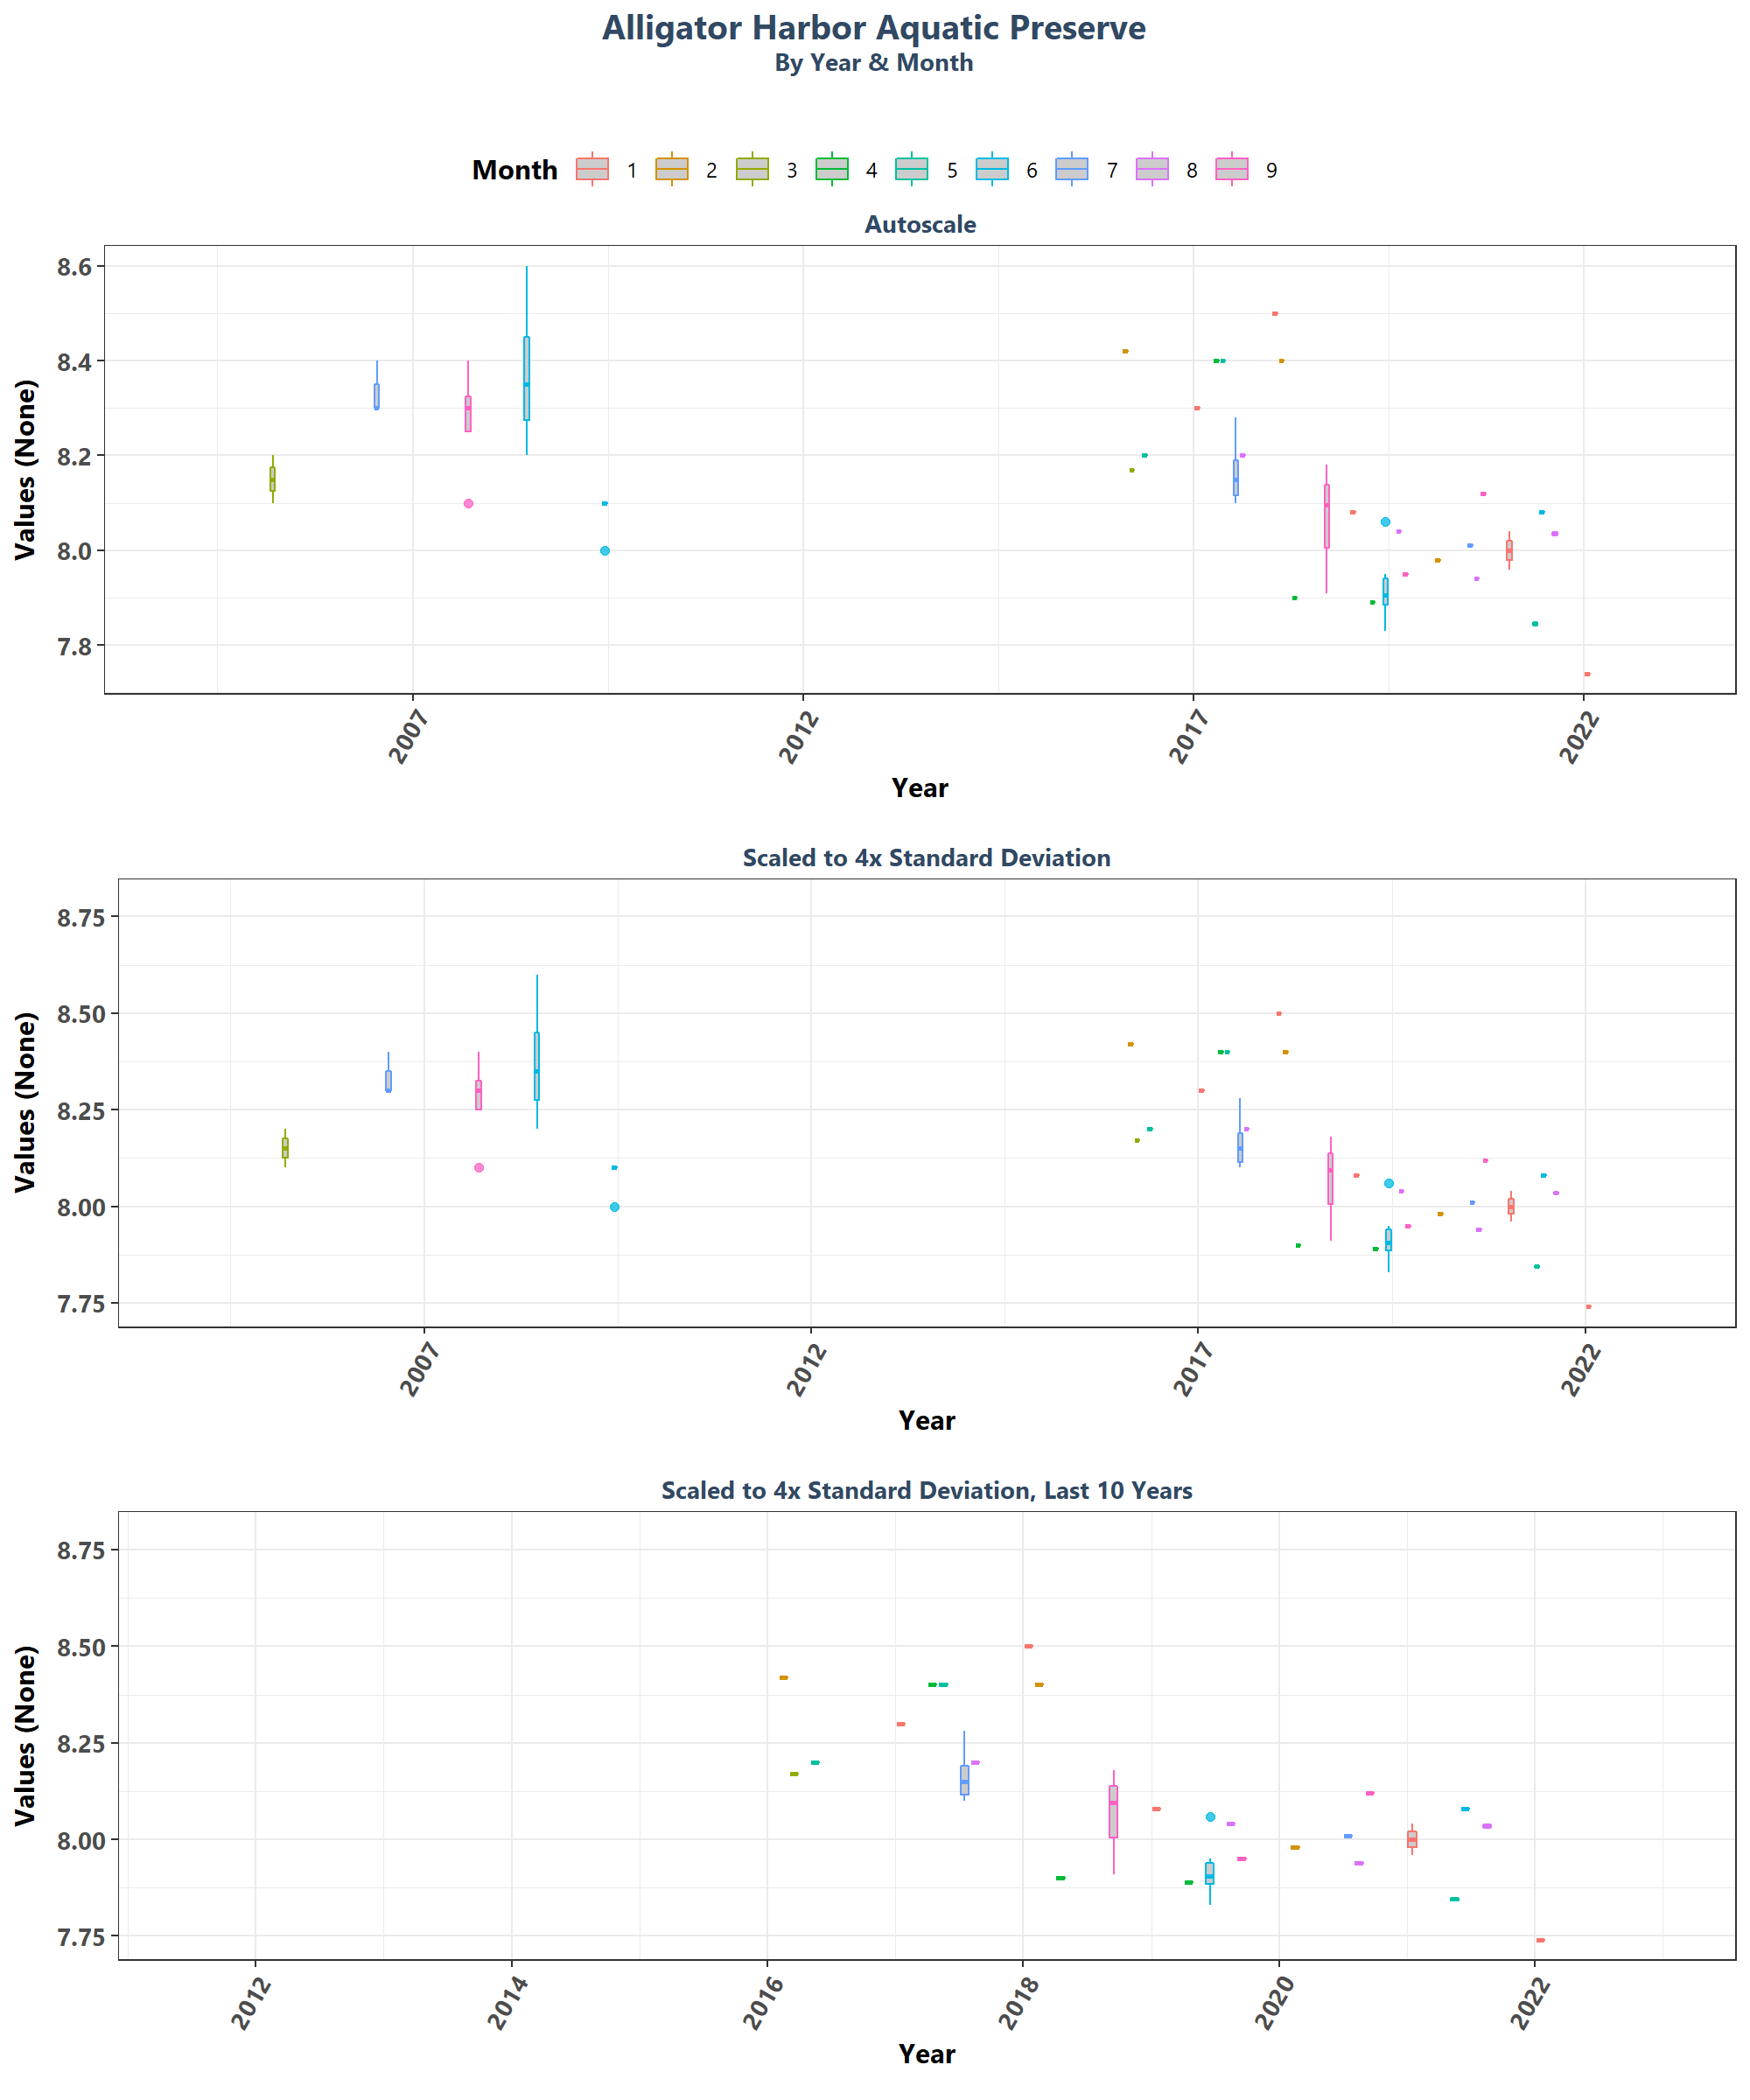 Alligator Harbor Aquatic Preserve
By Year & Month
Month 1 2 3 4 5 6 7 8 9
Autoscale
Values (None)
8.6
8.4
8.2
8.0
7.8
2007 2012 2017 2022
Year
Scaled to 4x Standard Deviation
Values (None)
8.75
8.50
8.25
8.00
7.75
2007 2012 2017 2022
Year
Scaled to 4x Standard Deviation, Last 10 Years
Values (None)
8.75
8.50
8.25
8.00
7.75
2012 2014 2016 2018 2020 2022
Year